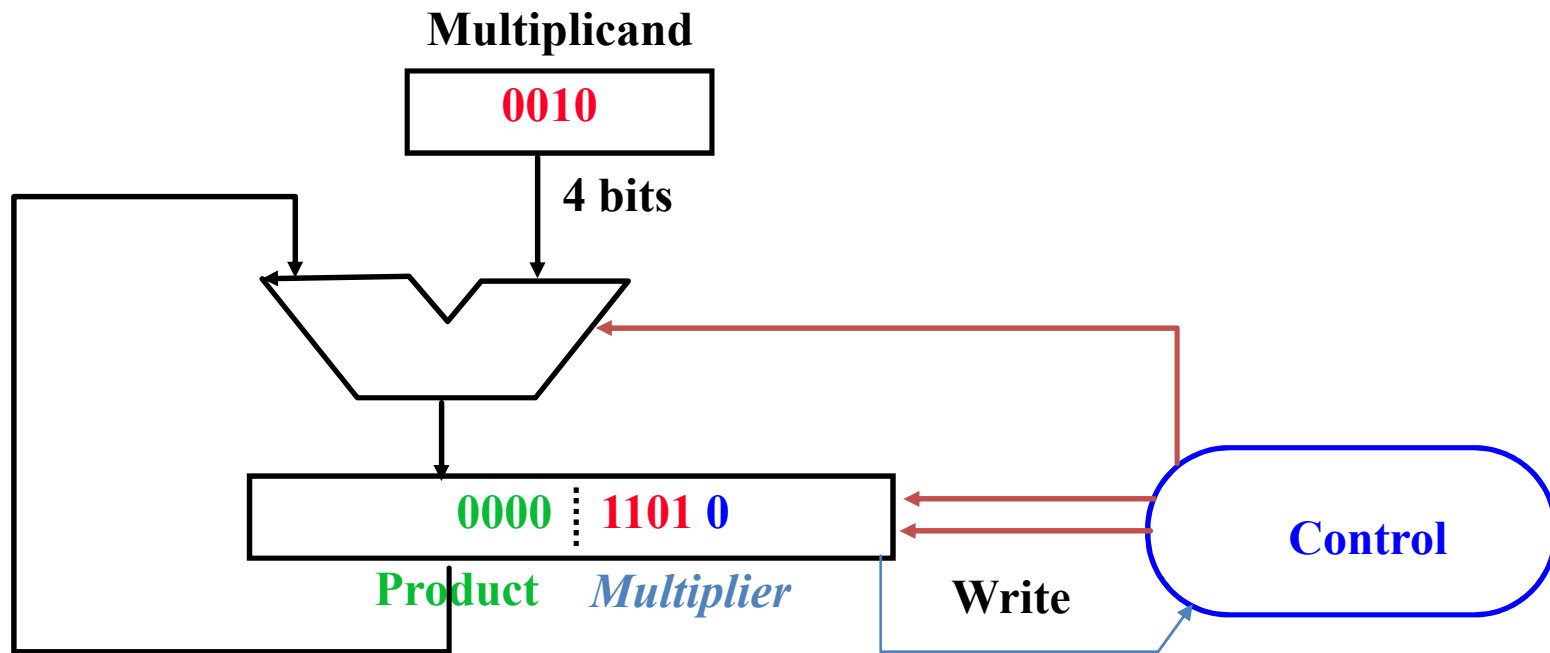 Multiplicand
0010
4 bits
0000 1101 0
Control
Product Multiplier
Write